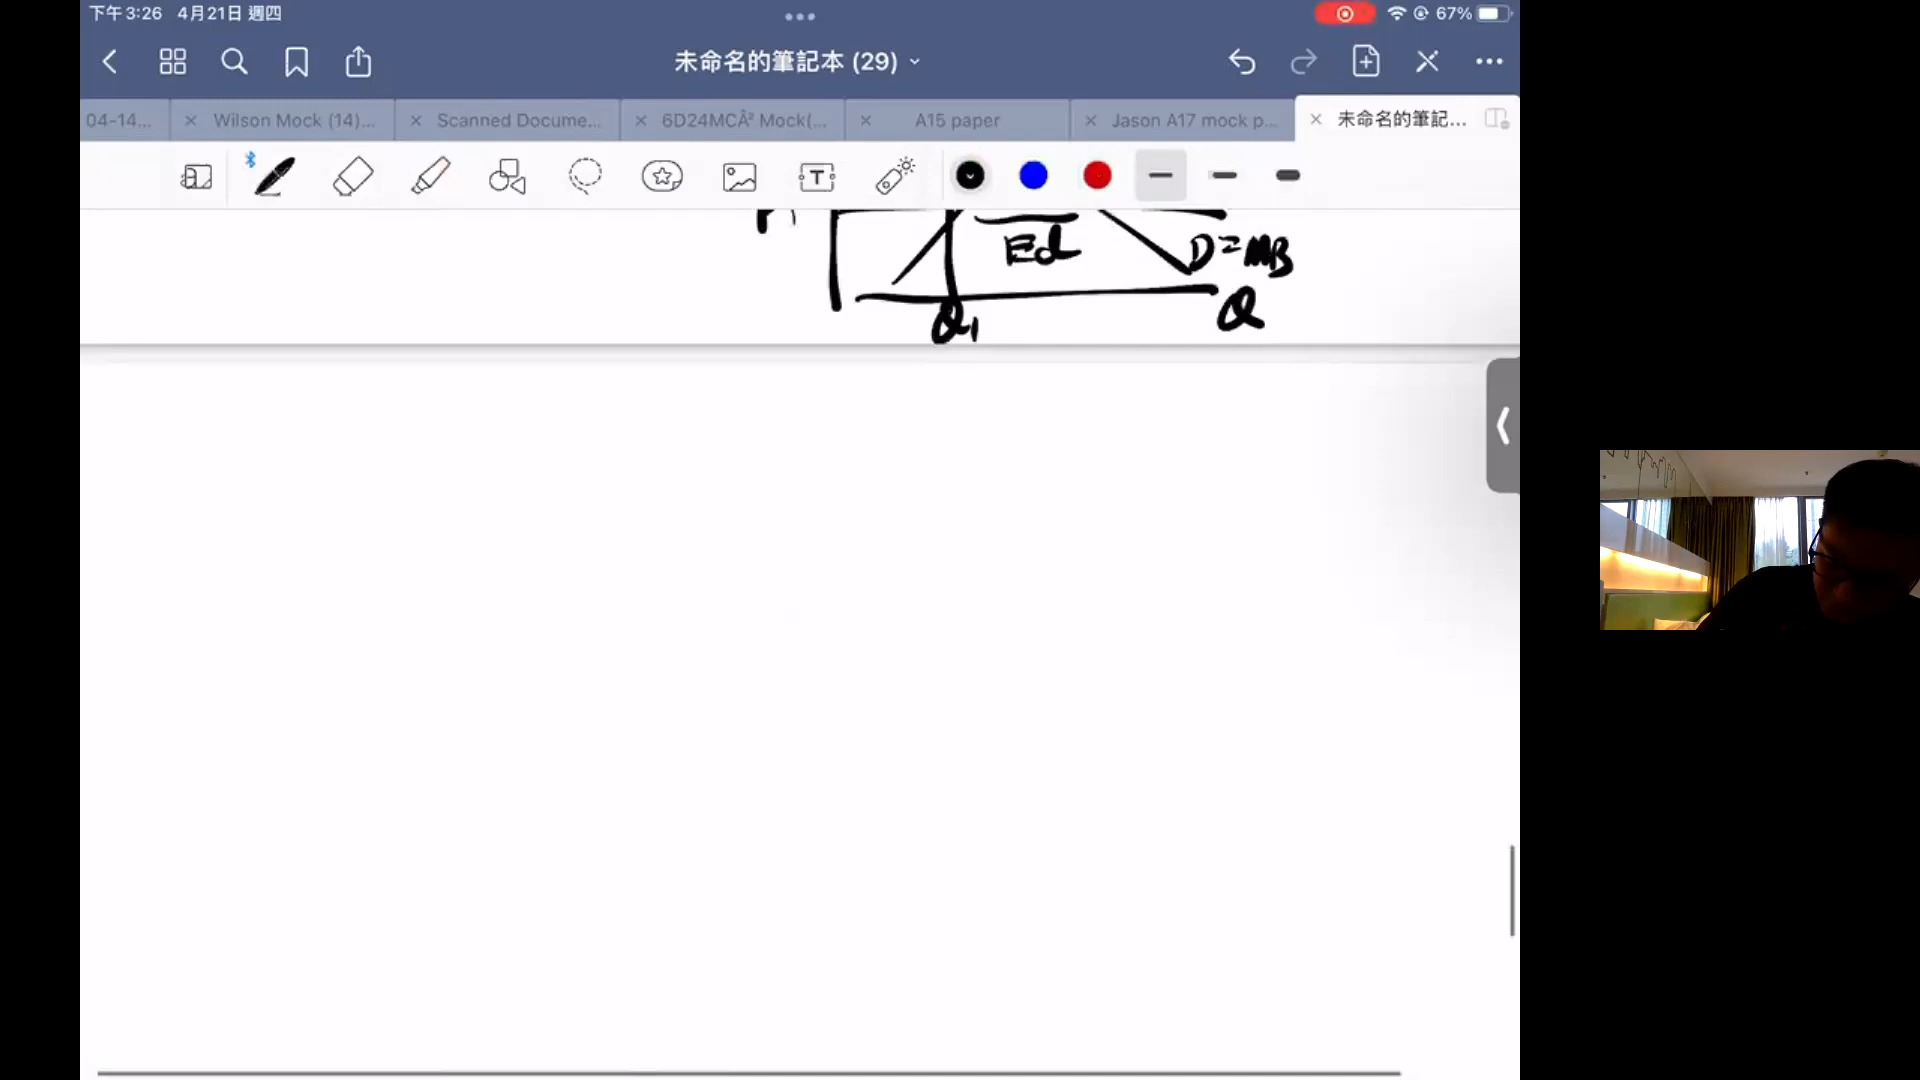 下午3:26 4月21日 週四
67%
未命名的筆記本 (29)
04-14...
Wilson Mock (14)...
Scanned Docume...
6D24MCÂ² Mock(...
A15 paper
Jason A17 mock p...
未命名的筆記...
T
Ed
D=MB
Q1
Q